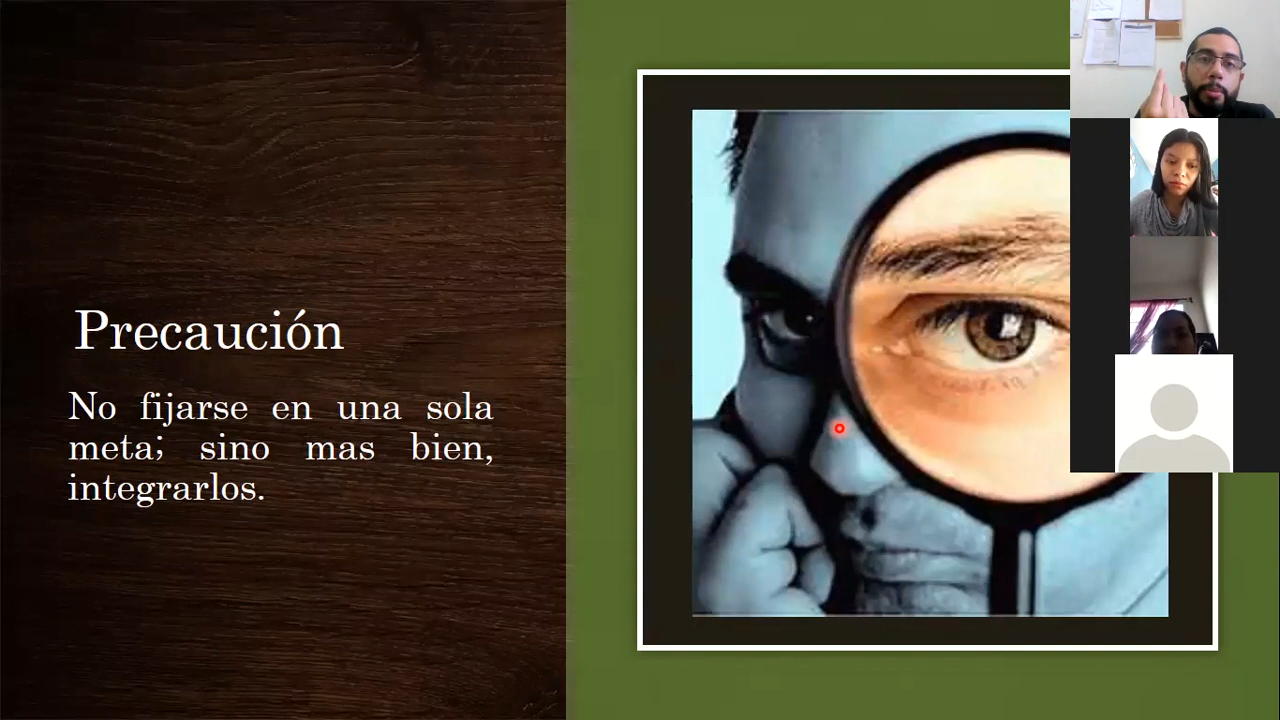 Precaución
No fijarse en una sola
meta; sino mas bien,
integrarlos.